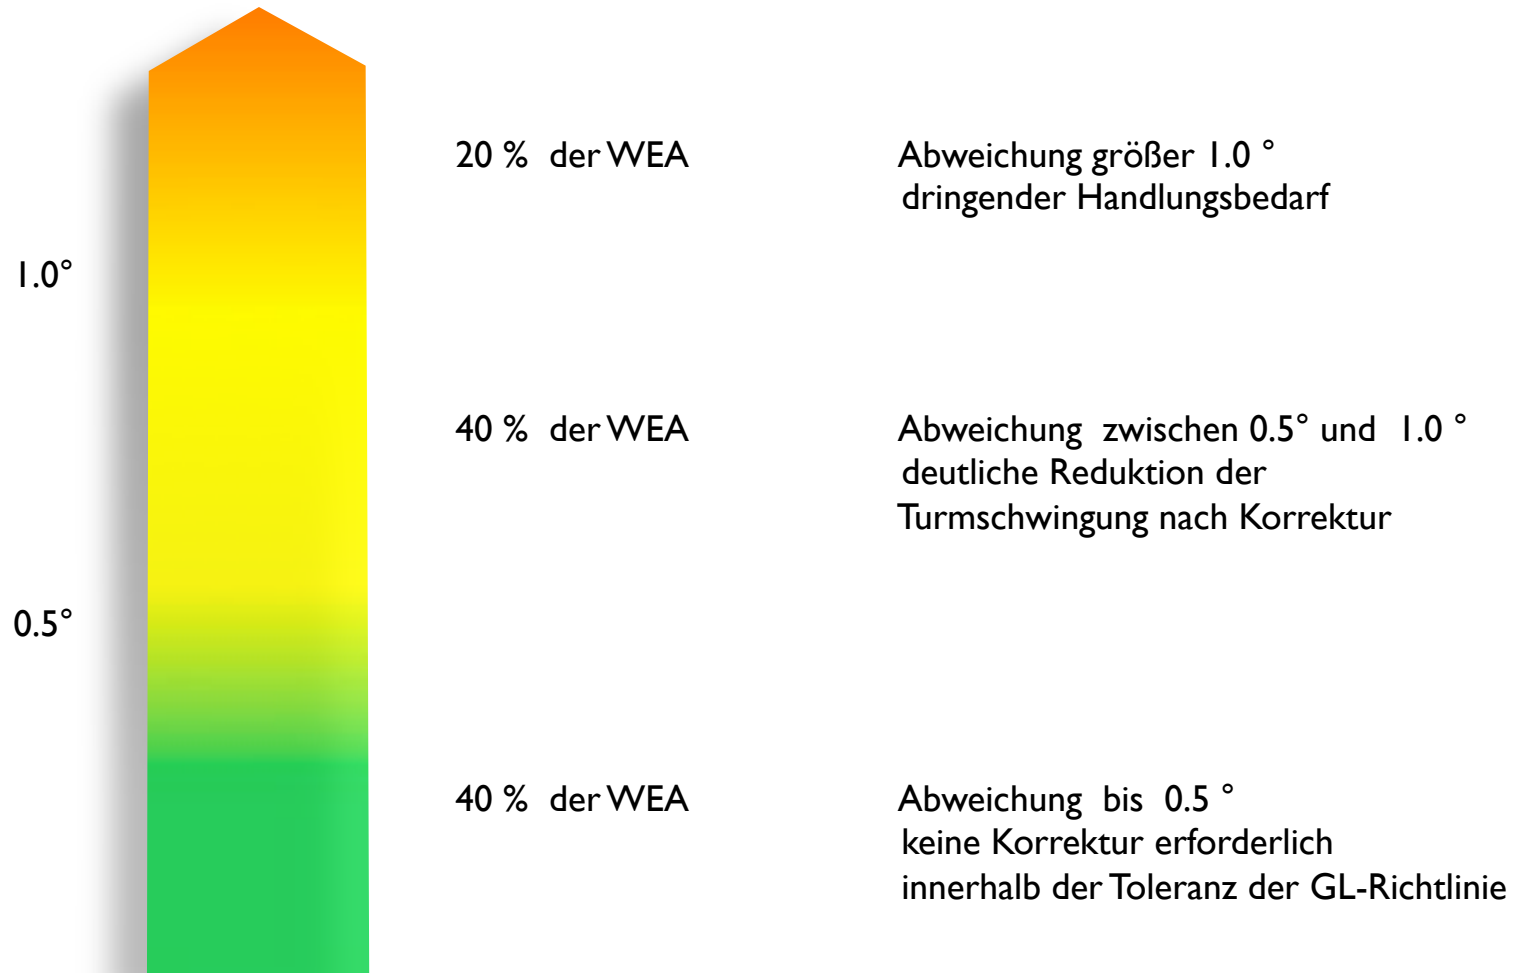 20 % der WEA
Abweichung größer 1.0 °
dringender Handlungsbedarf
1.0°
40 % der WEA
Abweichung zwischen 0.5° und 1.0 °
deutliche Reduktion der
Turmschwingung nach Korrektur
0.5°
40 % der WEA
Abweichung bis 0.5 °
keine Korrektur erforderlich
innerhalb der Toleranz der GL-Richtlinie